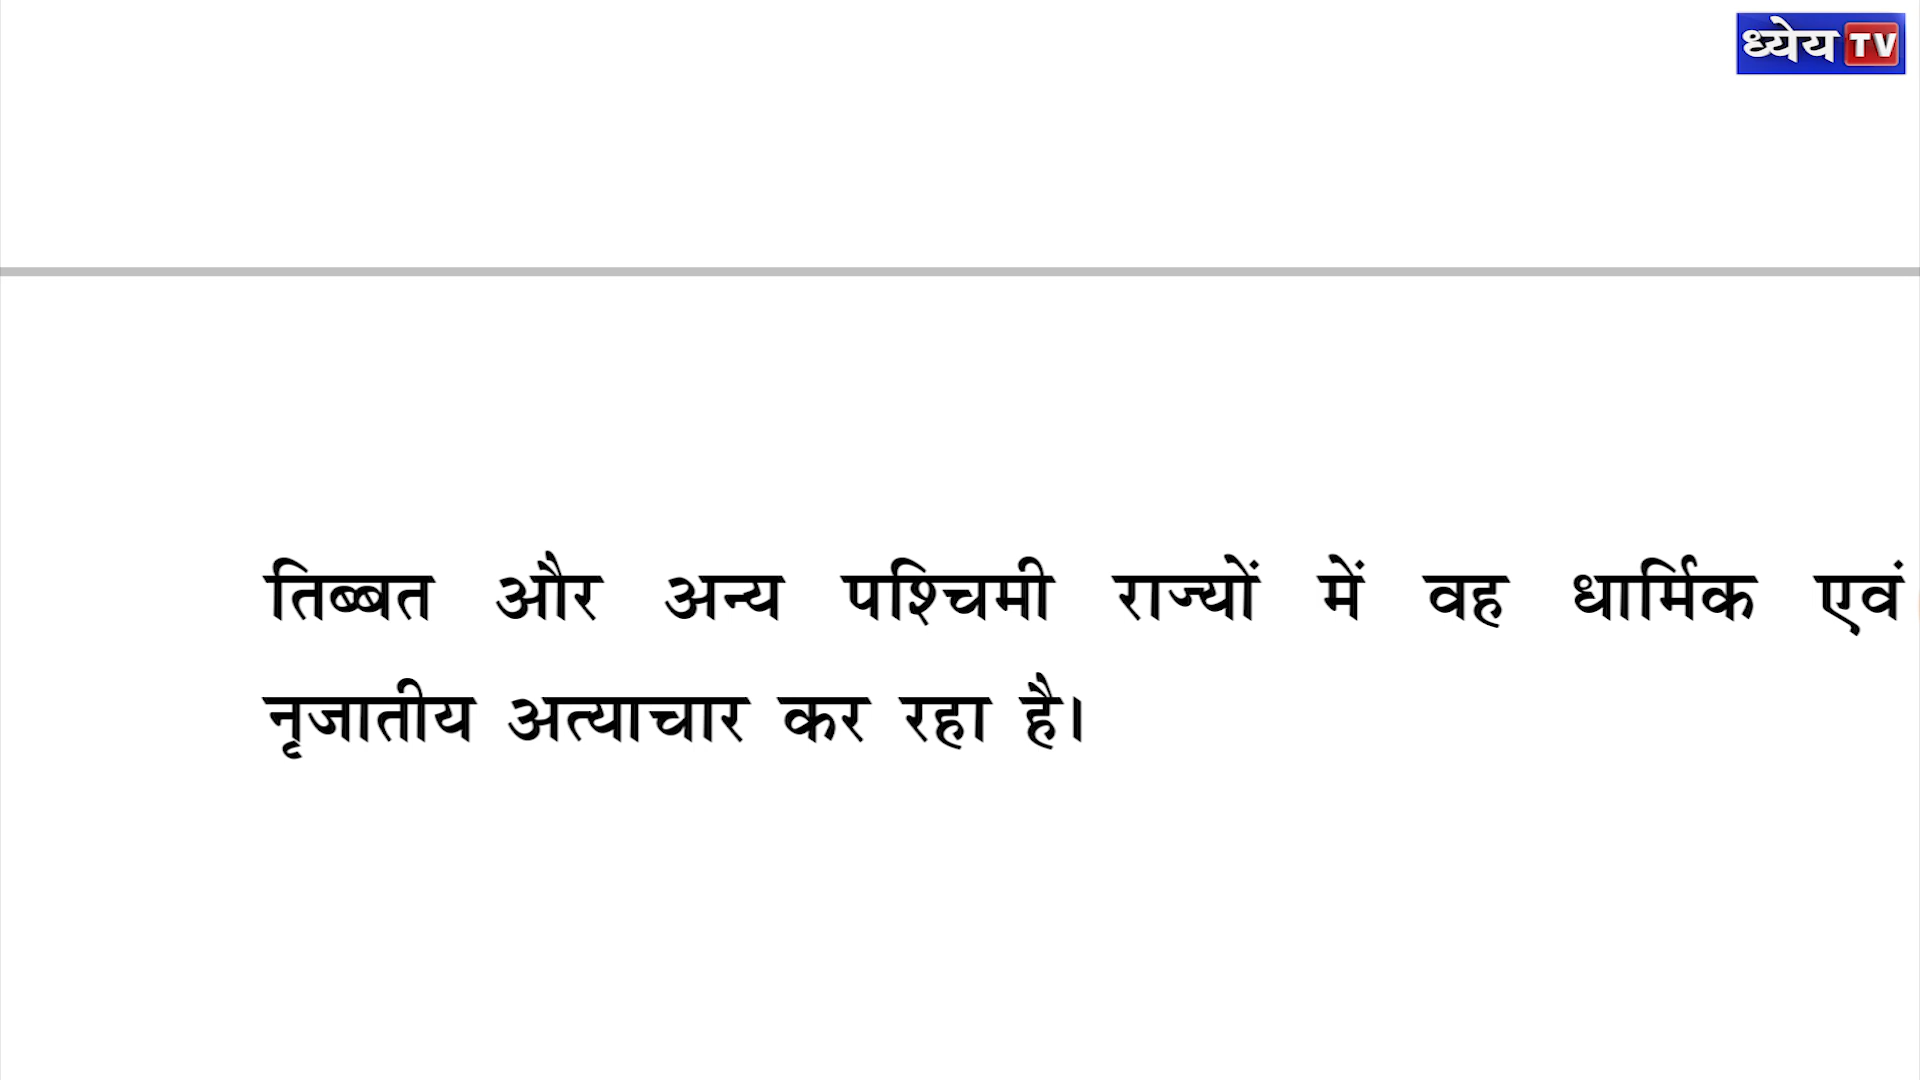 ध्येय TV
तिब्बत और अन्य पश्चिमी राज्यों में वह धार्मिक एवं
नृजातीय अत्याचार कर रहा है।